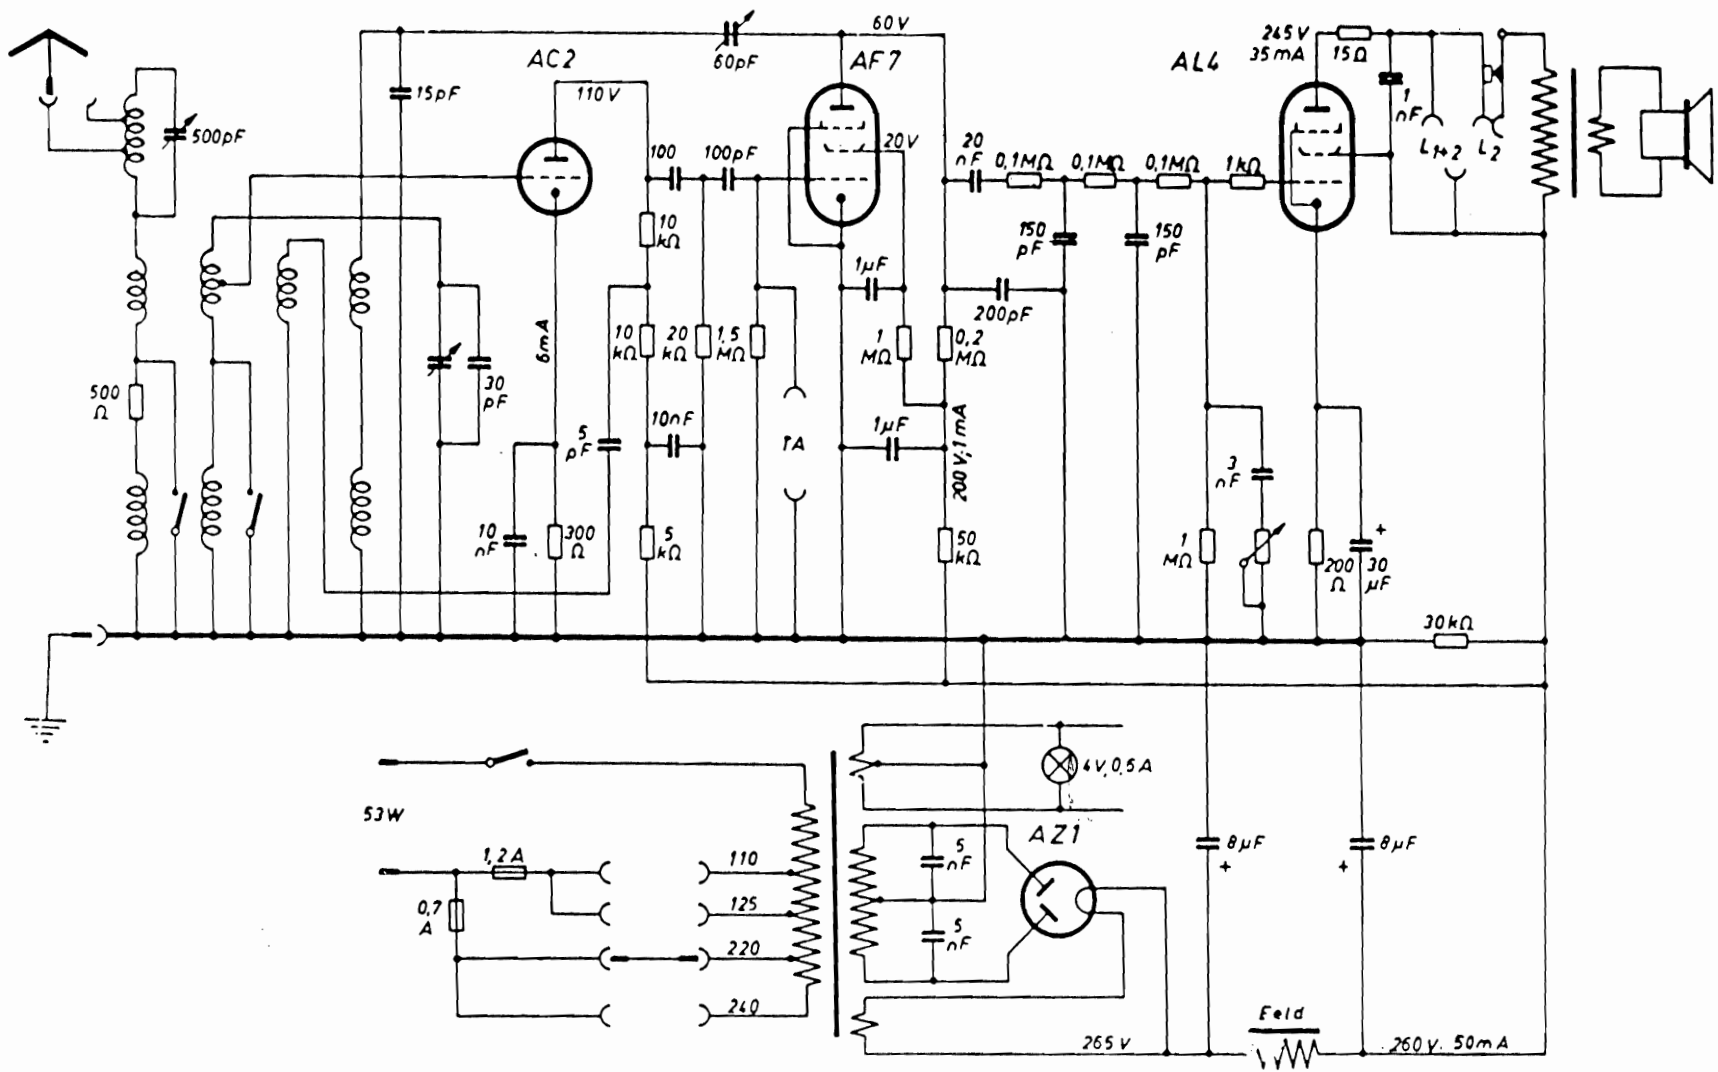 60V
AC2
AF7
AL4
245V
35mA
15Ω
60pF
15pF
110V
1
nF
500pF
20V
L1+2
L2
100
100pF
20
nF
0,1MΩ
0,1MΩ
0,1MΩ
1kΩ
10
kΩ
150
pF
150
pF
1µF
200pF
6mA
10
kΩ
20
kΩ
1,5
MΩ
1
MΩ
0,2
MΩ
30
pF
500
Ω
5
pF
10nF
TA
1µF
200V; 1mA
3
nF
10
nF
300
Ω
5
kΩ
50
kΩ
1
MΩ
200
Ω
+
30
µF
30kΩ
4V, 0,5A
53W
AZ1
1,2A
110
5
nF
8µF
+
8µF
+
0,7
A
125
5
nF
220
240
Feld
265V
260V 50mA